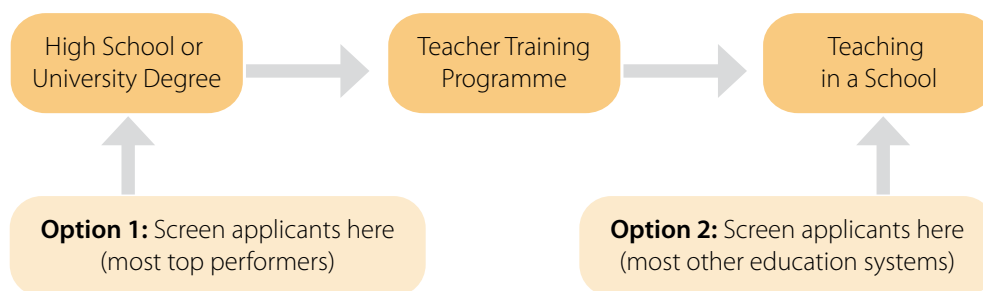 High School or
University Degree
Teacher Training
Programme
Teaching
in a School
Option 1: Screen applicants here
(most top performers)
Option 2: Screen applicants here
(most other education systems)